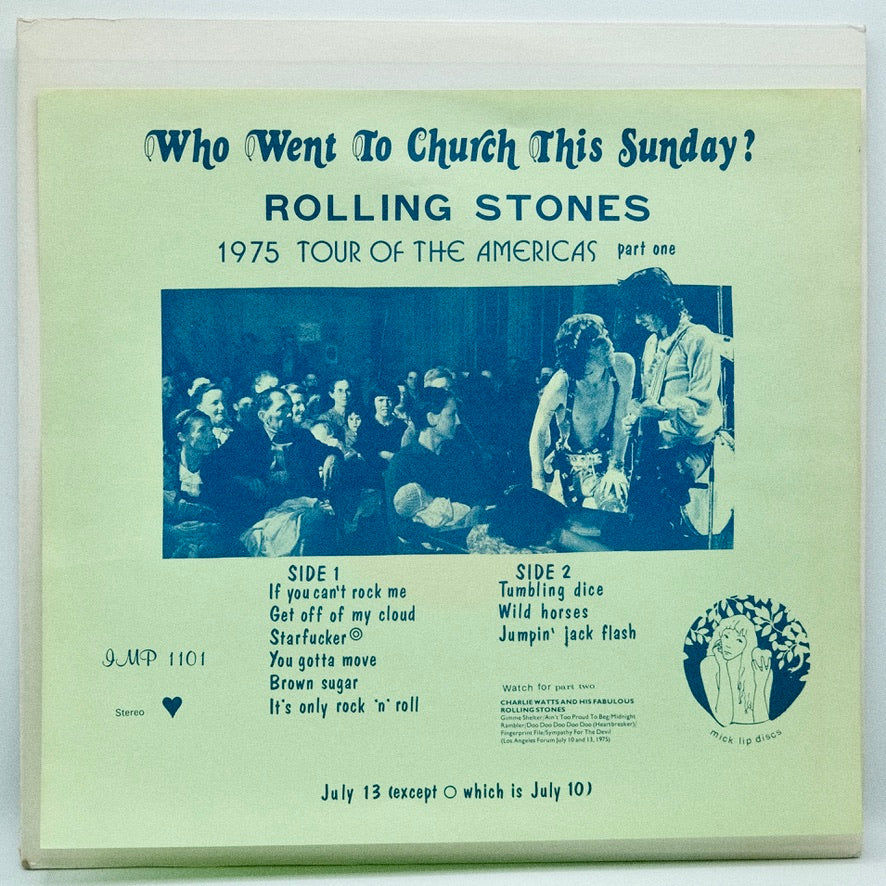 Who Went To Church This Sunday?
ROLLING STONES
1975 TOUR OF THE AMERICAS part one
SIDE 1
If you can't rock me
Get off of my cloud
Starfucker©
You gotta move
Brown sugar
It's only rock 'n' roll
SIDE 2
Tumbling dice
Wild horses
Jumpin' jack flash
IMP 1101
Stereo ♥
Watch for part two
CHARLIE WATTS AND HIS FABULOUS
ROLLING STONES
Gimme Shelter/Ain't Too Proud To Beg/Midnight
Rambler/Doo Doo Doo Doo Doo (Heartbreaker)/
Fingerprint File/Sympathy For The Devil
(Los Angeles Forum July 10 and 13, 1975)
mick lip discs
July 13 (except O which is July 10)